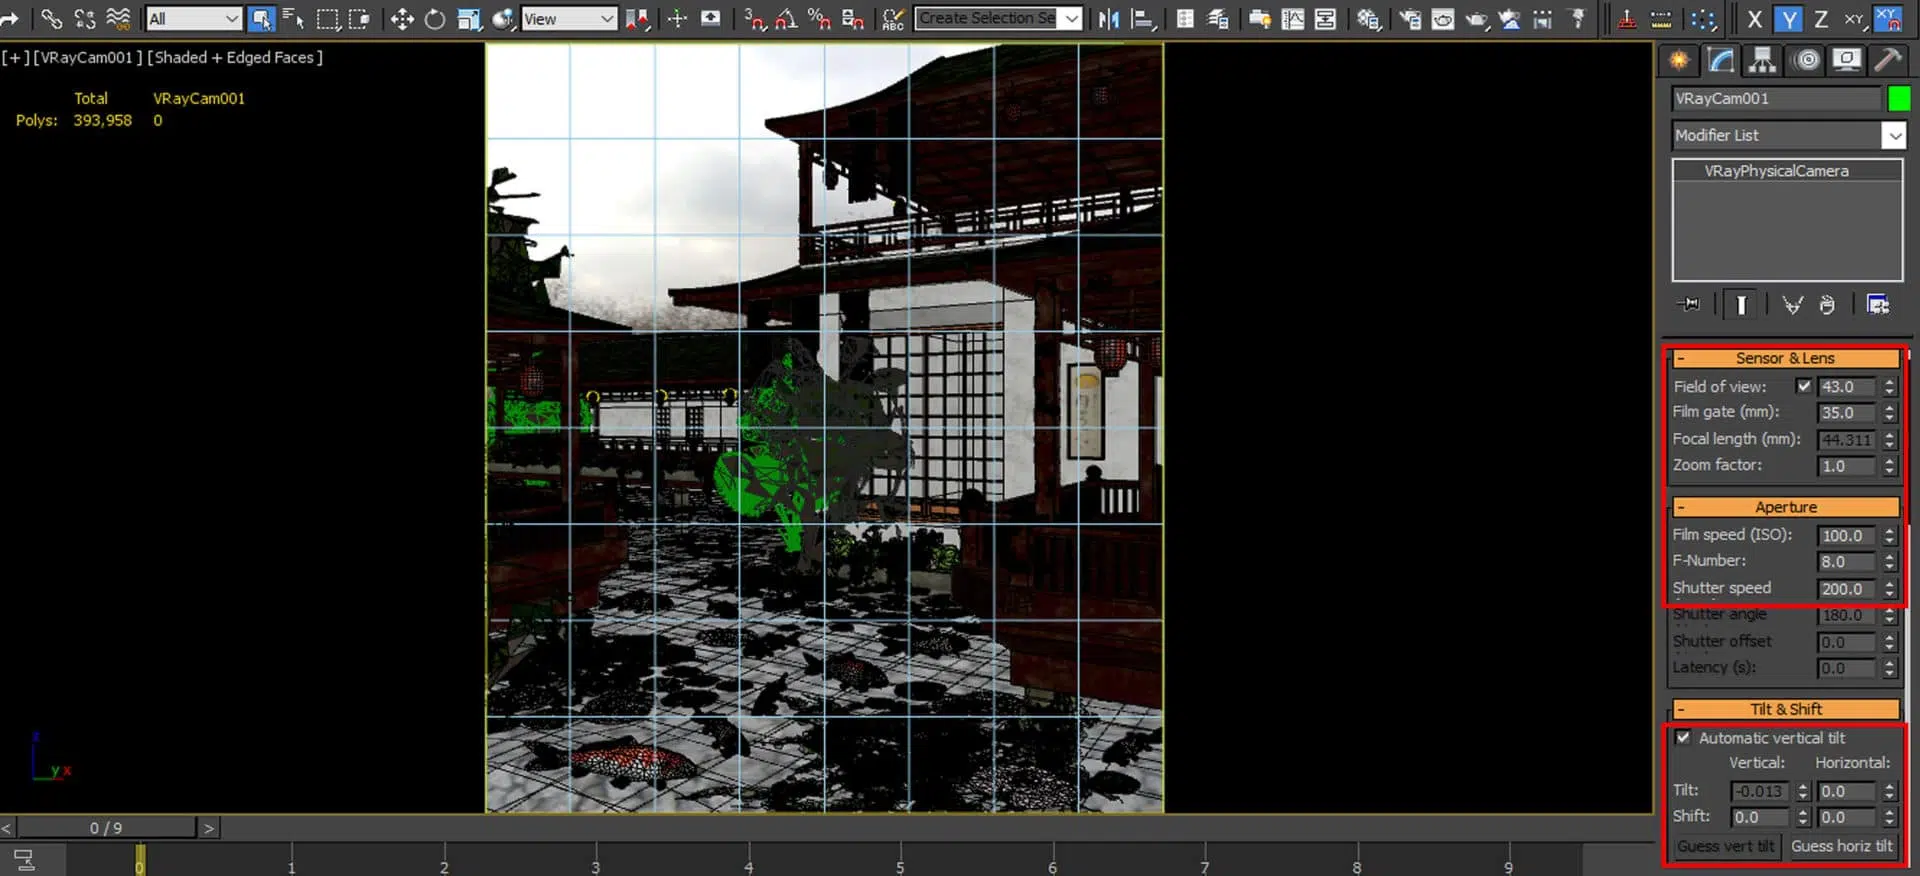 All
View
Create Selection Se
X Y Z XY XY
[+][VRayCam001][Shaded + Edged Faces]
Total VRayCam001
Polys: 393,958 0
VRayCam001
Modifier List
VRayPhysicalCamera
- Sensor & Lens
Field of view: 43.0
Film gate (mm): 35.0
Focal length (mm): 44.311
Zoom factor: 1.0
- Aperture
Film speed (ISO): 100.0
F-Number: 8.0
Shutter speed 200.0
Shutter angle 180.0
Shutter offset 0.0
Latency (s): 0.0
- Tilt & Shift
Automatic vertical tilt
Vertical: Horizontal:
Tilt: -0.013 0.0
Shift: 0.0 0.0
Guess vert tilt Guess horiz tilt
z
y x
< 0 / 9 >
0 1 2 3 4 5 6 7 8 9